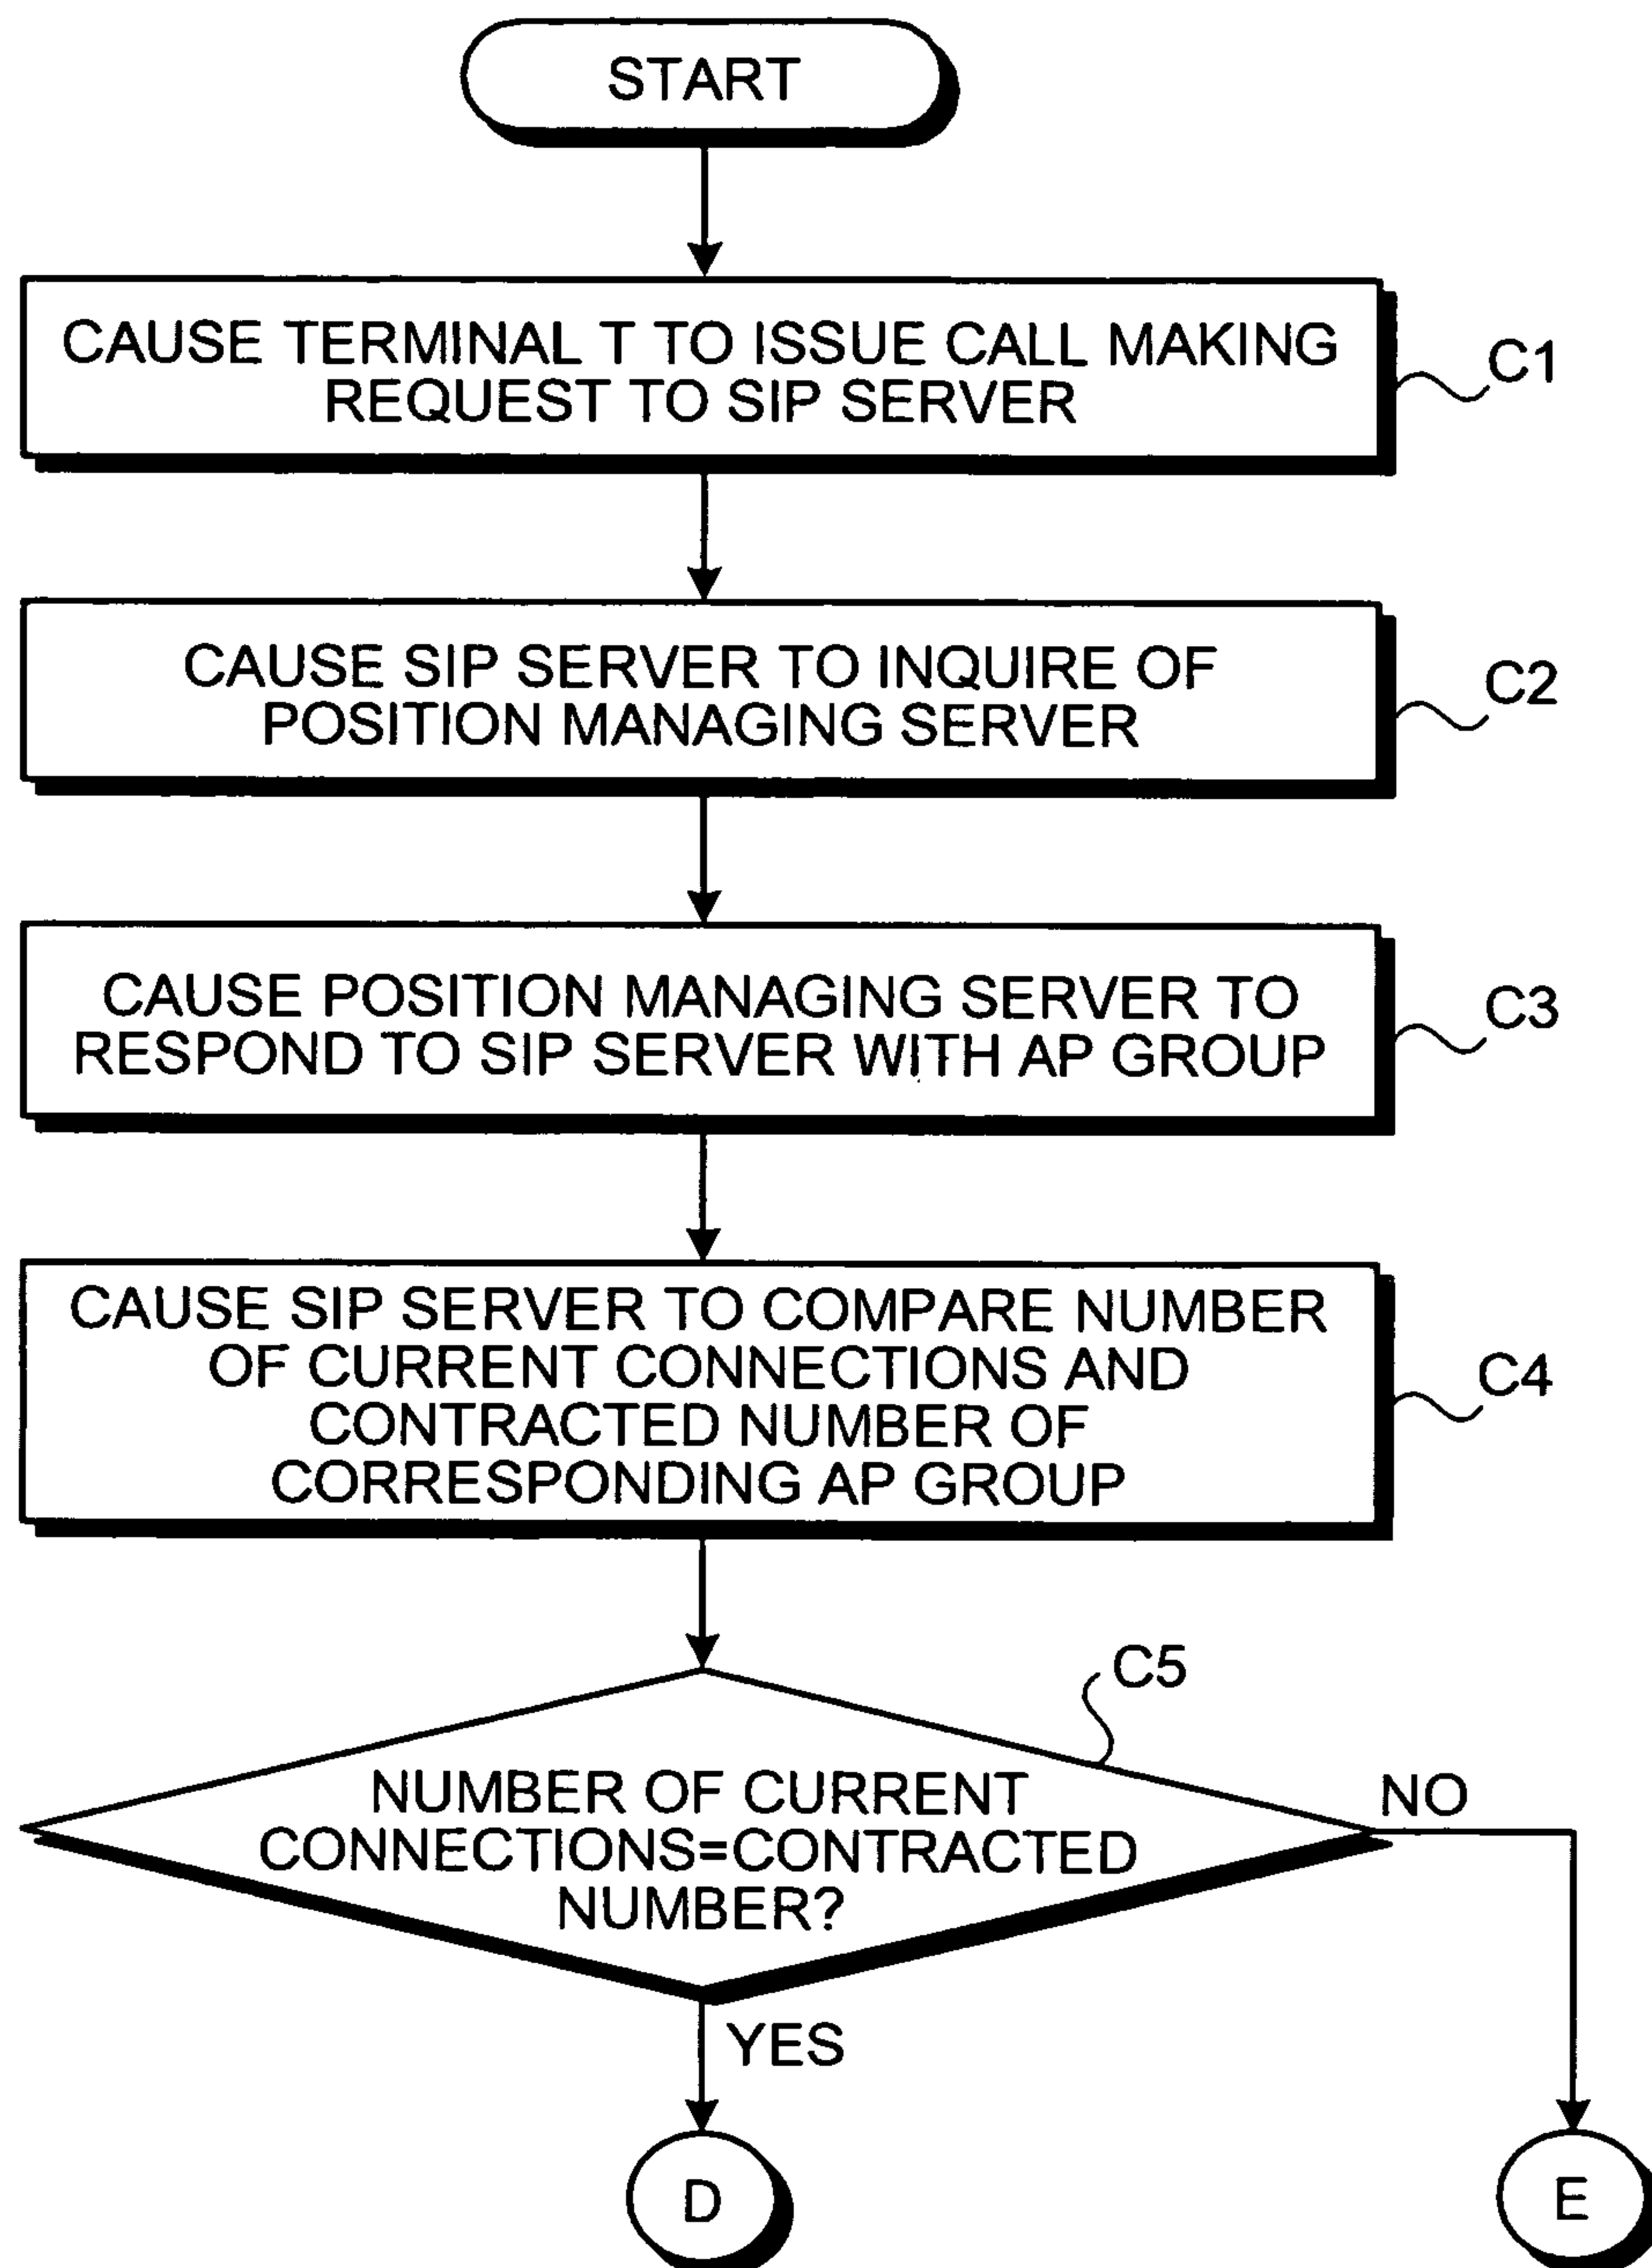 START
CAUSE TERMINAL T TO ISSUE CALL MAKING
REQUEST TO SIP SERVER
C1
CAUSE SIP SERVER TO INQUIRE OF
POSITION MANAGING SERVER
C2
CAUSE POSITION MANAGING SERVER TO
RESPOND TO SIP SERVER WITH AP GROUP
C3
CAUSE SIP SERVER TO COMPARE NUMBER
OF CURRENT CONNECTIONS AND
CONTRACTED NUMBER OF
CORRESPONDING AP GROUP
C4
C5
NUMBER OF CURRENT
CONNECTIONS=CONTRACTED
NUMBER?
NO
YES
D
E